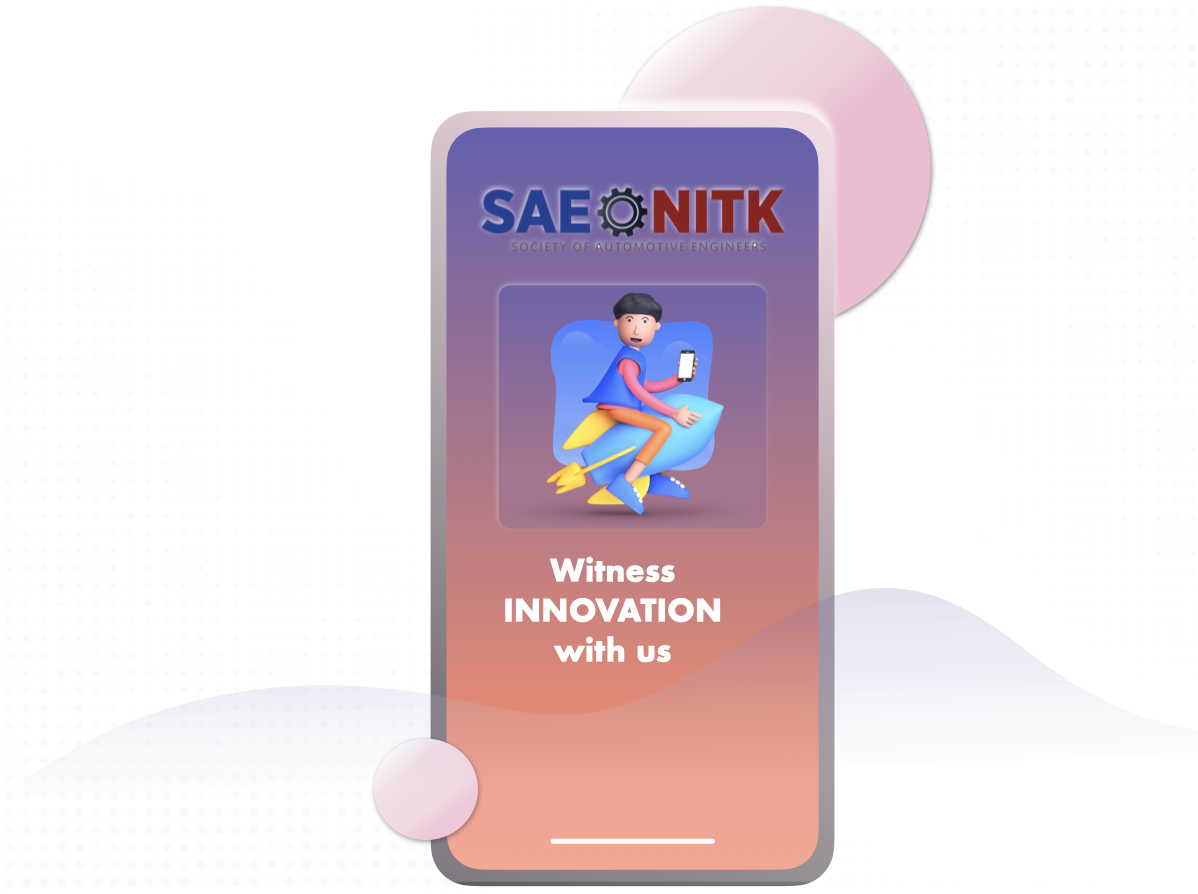 SAE NITK
SOCIETY OF AUTOMOTIVE ENGINEERS
Witness
INNOVATION
with us